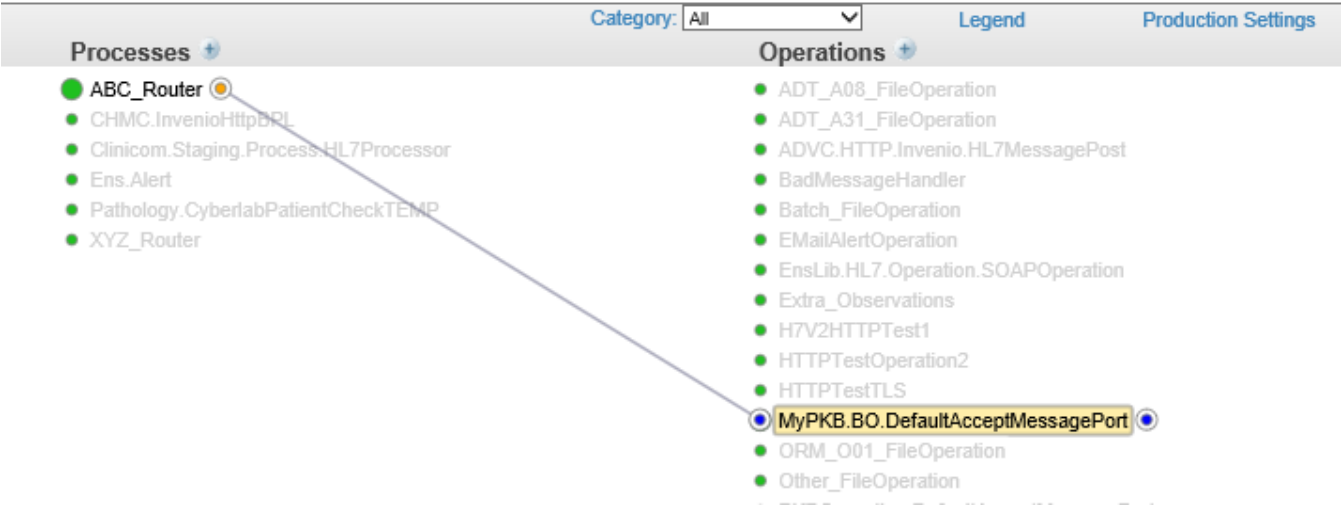 Category: All Legend Production Settings
Processes
ABC_Router
CHMC.InvenioHttpBPL
Clinicom.Staging.Process.HL7Processor
Ens.Alert
Pathology.CyberlabPatientCheckTEMP
XYZ_Router
Operations
ADT_A08_FileOperation
ADT_A31_FileOperation
ADVC.HTTP.Invenio.HL7MessagePost
BadMessageHandler
Batch_FileOperation
EMailAlertOperation
EnsLib.HL7.Operation.SOAPOperation
Extra_Observations
H7V2HTTPTest1
HTTPTestOperation2
HTTPTestTLS
MyPKB.BO.DefaultAcceptMessagePort
ORM_O01_FileOperation
Other_FileOperation